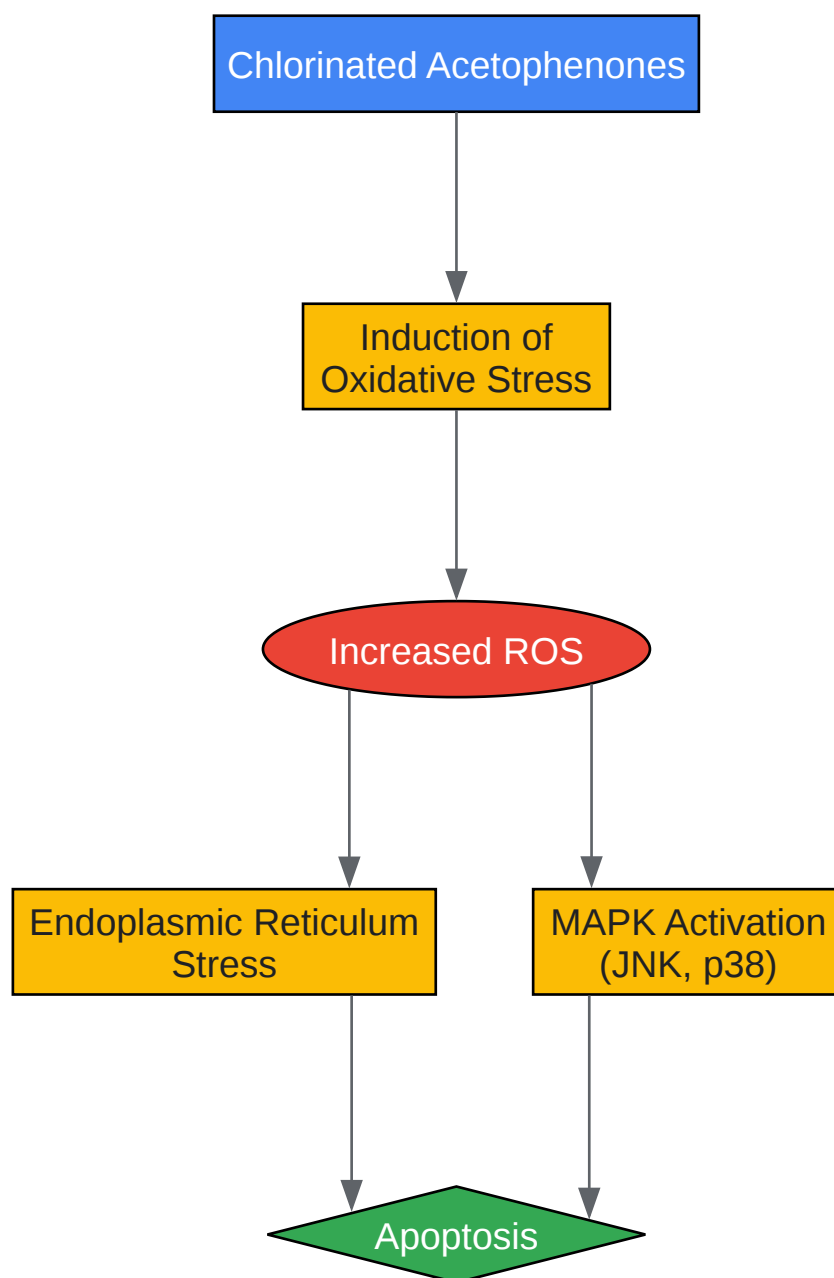 Chlorinated Acetophenones
Induction of
Oxidative Stress
Increased ROS
Endoplasmic Reticulum
Stress
MAPK Activation
(JNK, p38)
Apoptosis